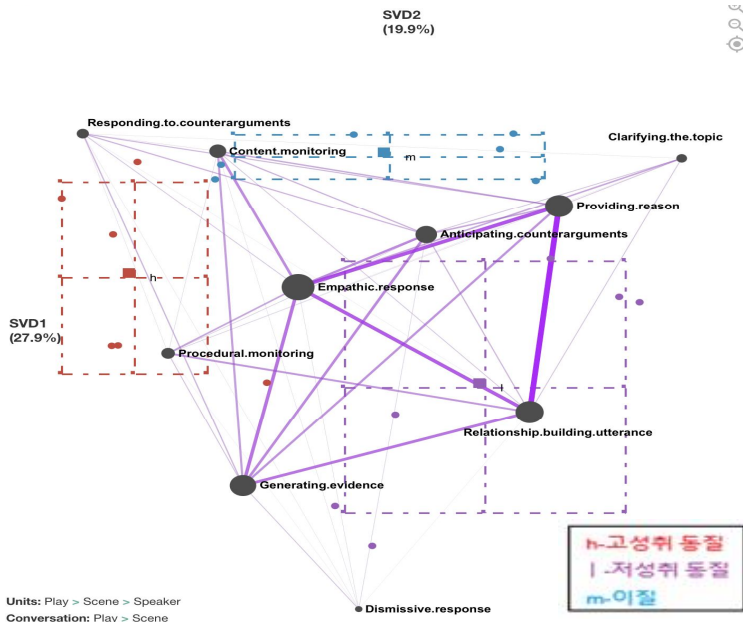 SVD2
(19.9%)
Responding.to.counterarguments
Content.monitoring
m
Clarifying.the.topic
Providing.reason
Anticipating.counterarguments
h
Empathic.response
SVD1
(27.9%)
Procedural.monitoring
l
Relationship.building.utterance
Generating.evidence
h-고성취 동질
l-저성취 동질
m-이질
Units: Play > Scene > Speaker
Dismissive.response
Conversation: Play > Scene